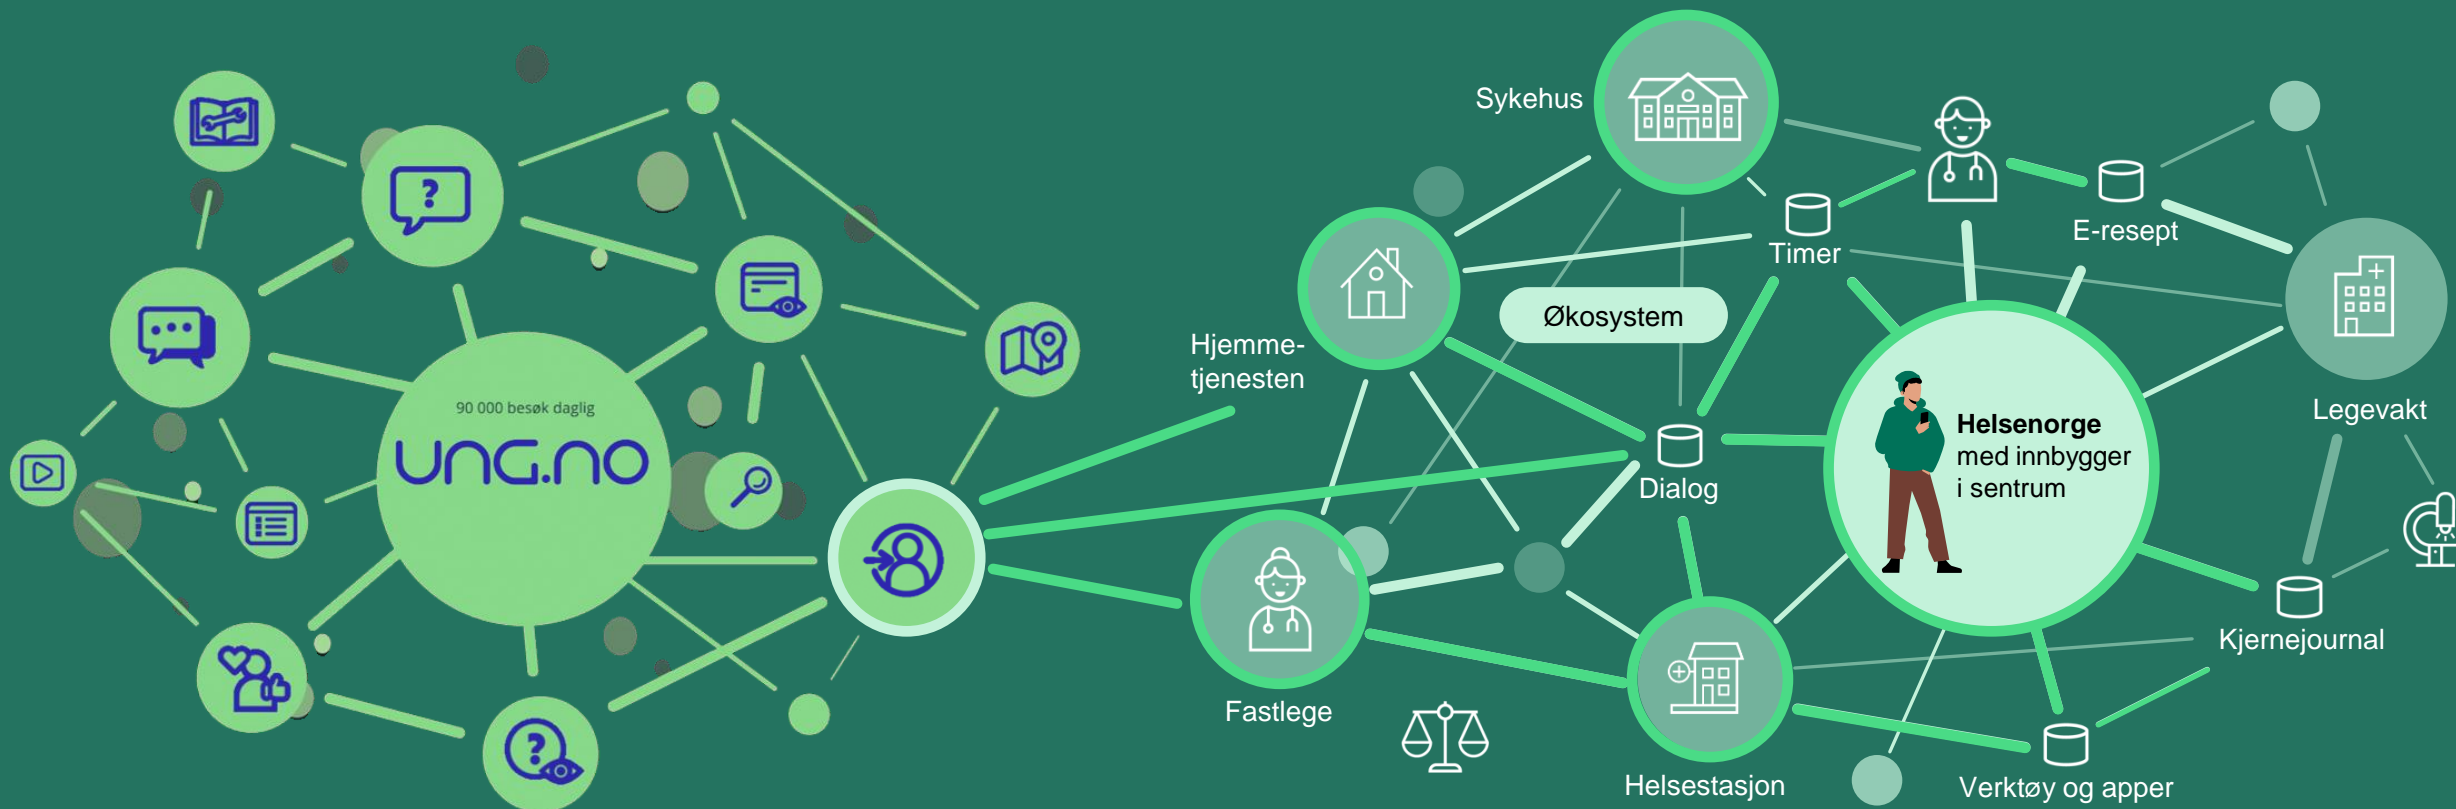 90 000 besøk daglig
ung.no
Sykehus
Timer
E-resept
Økosystem
Hjemme-
tjenesten
Legevakt
Dialog
Helsenorge
med innbygger
i sentrum
Kjernejournal
Fastlege
Helsestasjon
Verktøy og apper